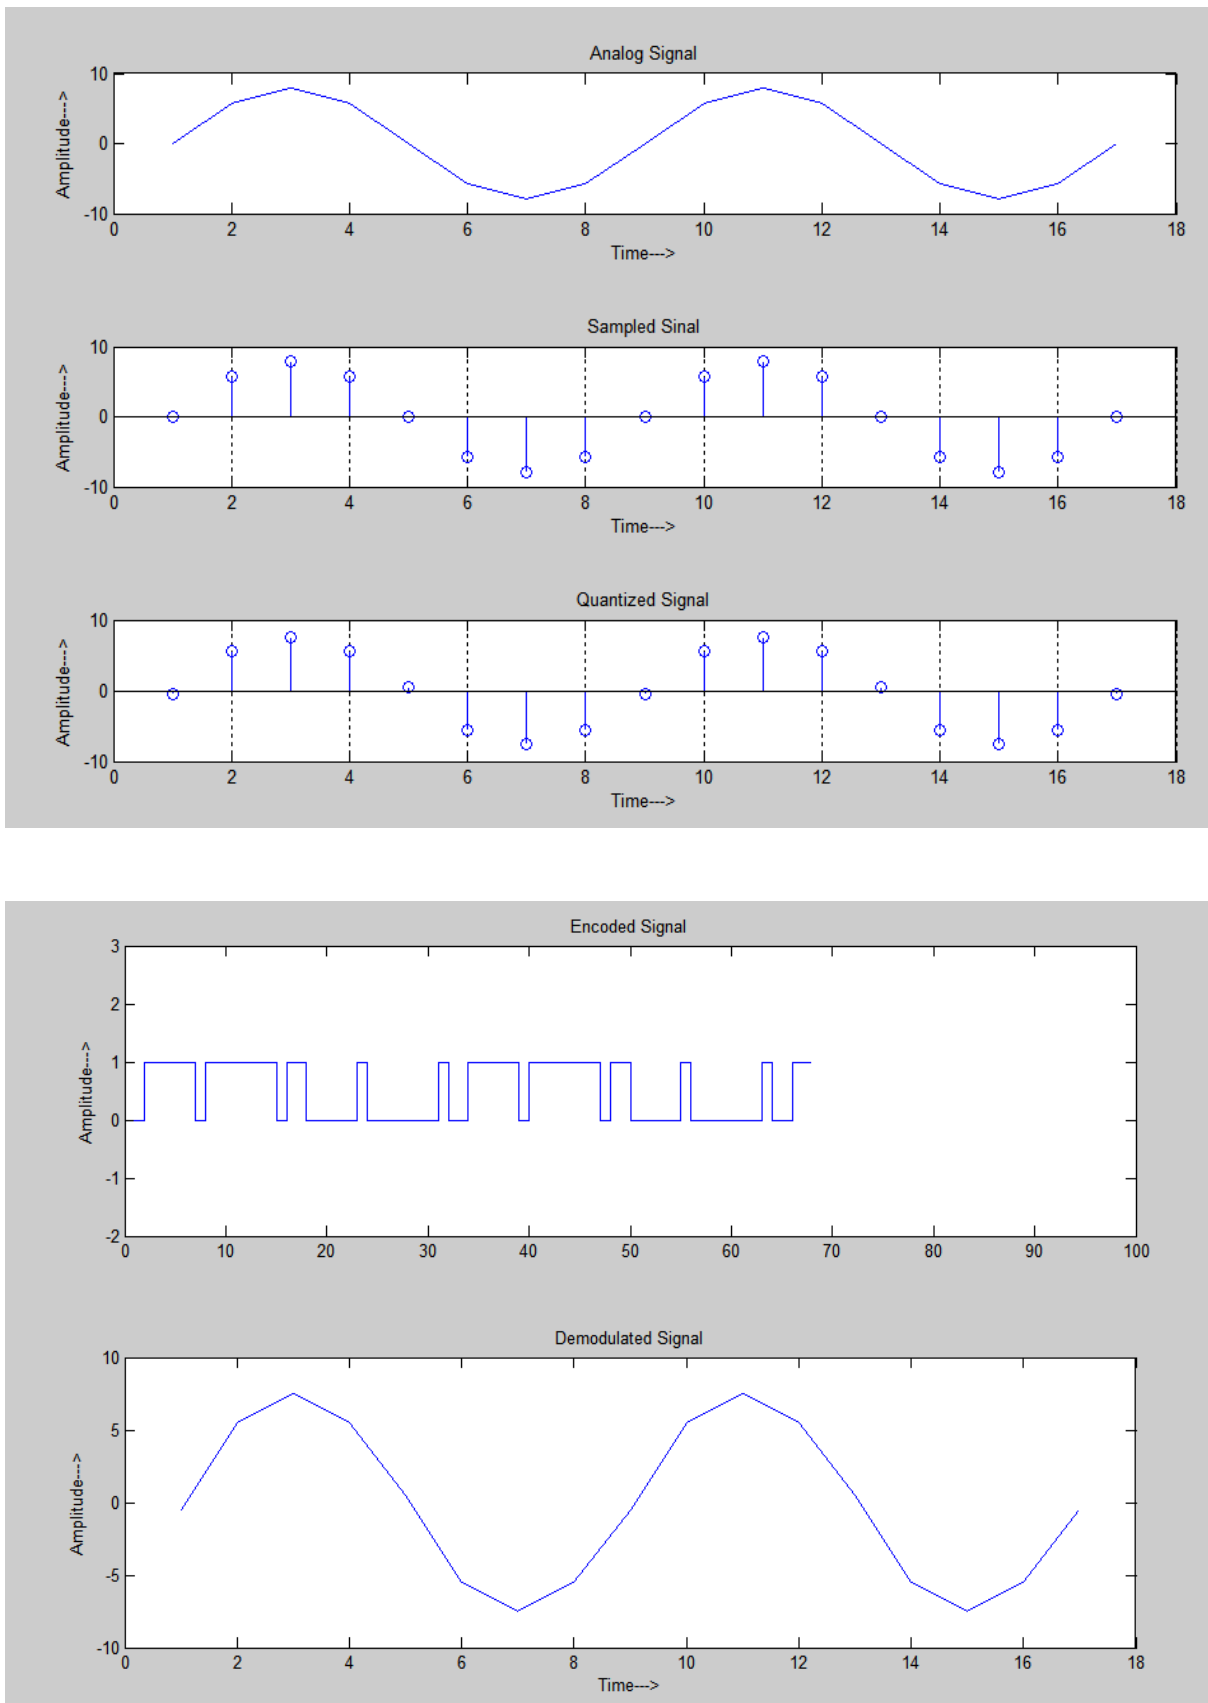 Analog Signal
10
0
-10
Amplitude--->
0 2 4 6 8 10 12 14 16 18
Time--->
Sampled Sinal
10
0
-10
Amplitude--->
0 2 4 6 8 10 12 14 16 18
Time--->
Quantized Signal
10
0
-10
Amplitude--->
0 2 4 6 8 10 12 14 16 18
Time--->
Encoded Signal
3
2
1
0
-1
-2
Amplitude--->
0 10 20 30 40 50 60 70 80 90 100
Demodulated Signal
10
5
0
-5
-10
Amplitude--->
0 2 4 6 8 10 12 14 16 18
Time--->